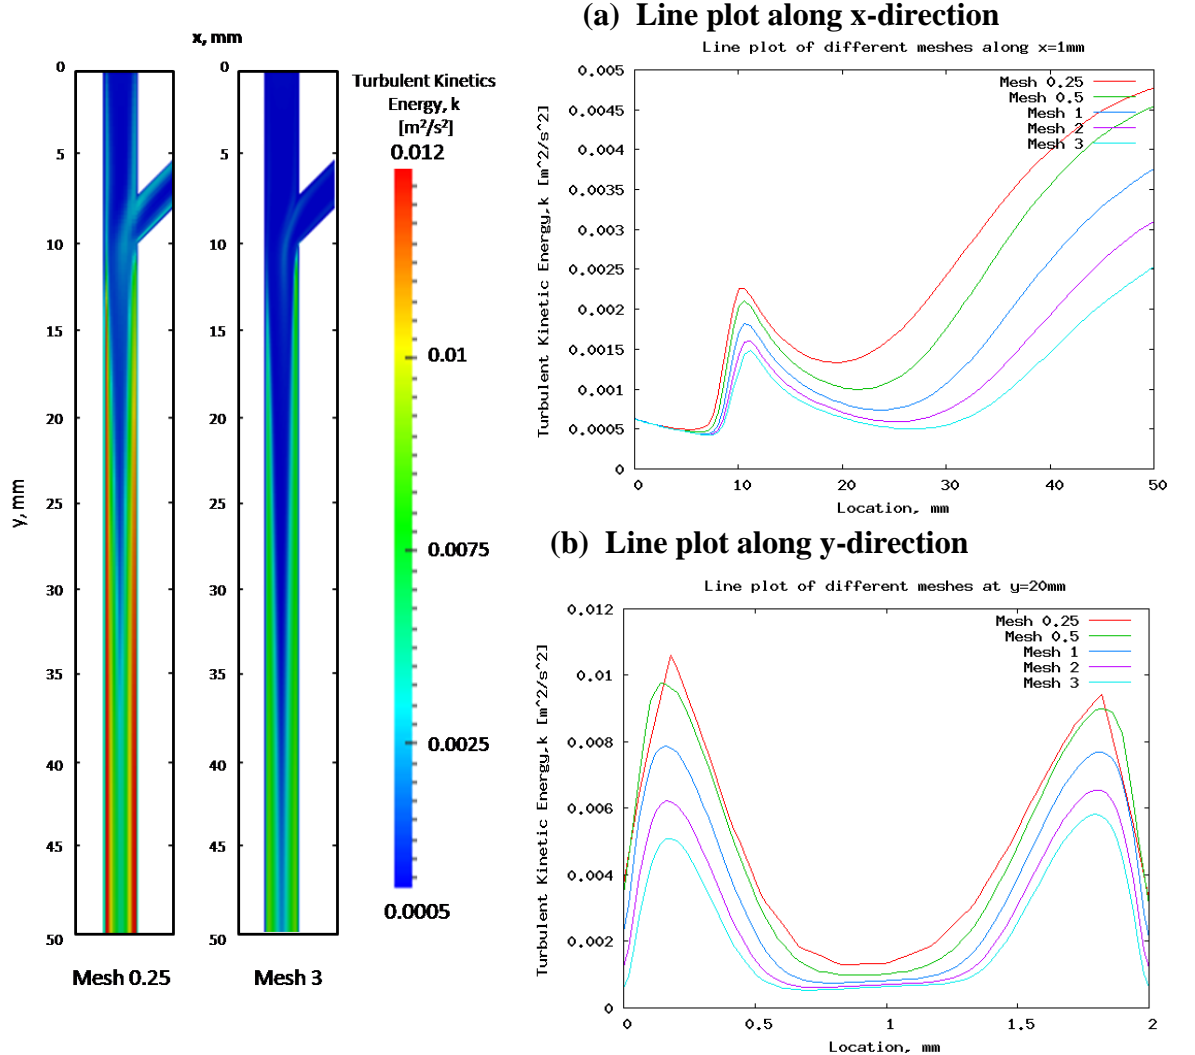 x, mm
0
5
10
15
20
25
30
35
0
45
50
y, mm
Mesh 0.25
0
5
10
15
20
25
30
35
0
45
50
Mesh 3
Turbulent Kinetics
Energy, k
[m²/s²]
0.012
0.01
0.0075
0.0025
0.0005
(a) Line plot along x-direction
Line plot of different meshes along x=1mm
Mesh 0.25
Mesh 0.5
Mesh 1
Mesh 2
Mesh 3
Turbulent Kinetic Energy,k [m^2/s^2]
0.005
0.0045
0.004
0.0035
0.003
0.0025
0.002
0.0015
0.001
0.0005
0
0
10
20
30
40
50
Location, mm
(b) Line plot along y-direction
Line plot of different meshes at y=20mm
Mesh 0.25
Mesh 0.5
Mesh 1
Mesh 2
Mesh 3
Turbulent Kinetic Energy,k [m^2/s^2]
0.012
0.01
0.008
0.006
0.004
0.002
0
0
0.5
1
1.5
2
Location, mm